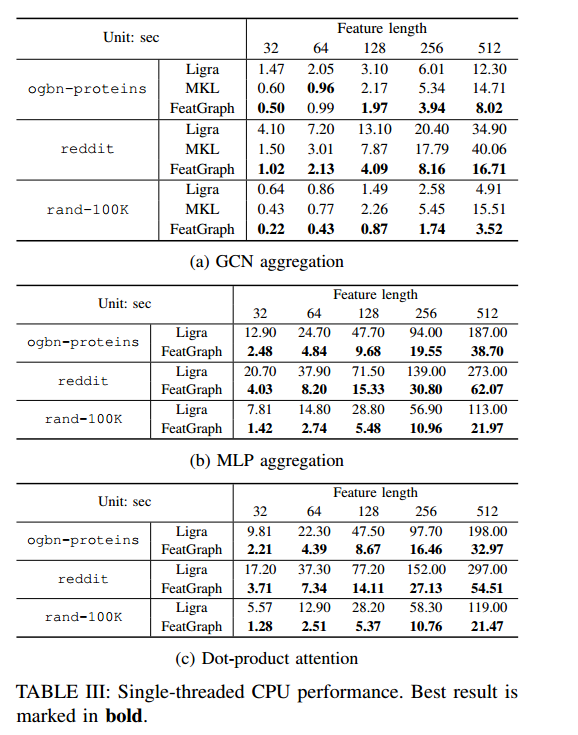 Unit: sec Feature length
32 64 128 256 512
ogbn-proteins Ligra 1.47 2.05 3.10 6.01 12.30
MKL 0.60 0.96 2.17 5.34 14.71
FeatGraph 0.50 0.99 1.97 3.94 8.02
reddit Ligra 4.10 7.20 13.10 20.40 34.90
MKL 1.50 3.01 7.87 17.79 40.06
FeatGraph 1.02 2.13 4.09 8.16 16.71
rand-100K Ligra 0.64 0.86 1.49 2.58 4.91
MKL 0.43 0.77 2.26 5.45 15.51
FeatGraph 0.22 0.43 0.87 1.74 3.52
(a) GCN aggregation
Unit: sec Feature length
32 64 128 256 512
ogbn-proteins Ligra 12.90 24.70 47.70 94.00 187.00
FeatGraph 2.48 4.84 9.68 19.55 38.70
reddit Ligra 20.70 37.90 71.50 139.00 273.00
FeatGraph 4.03 8.20 15.33 30.80 62.07
rand-100K Ligra 7.81 14.80 28.80 56.90 113.00
FeatGraph 1.42 2.74 5.48 10.96 21.97
(b) MLP aggregation
Unit: sec Feature length
32 64 128 256 512
ogbn-proteins Ligra 9.81 22.30 47.50 97.70 198.00
FeatGraph 2.21 4.39 8.67 16.46 32.97
reddit Ligra 17.20 37.30 77.20 152.00 297.00
FeatGraph 3.71 7.34 14.11 27.13 54.51
rand-100K Ligra 5.57 12.90 28.20 58.30 119.00
FeatGraph 1.28 2.51 5.37 10.76 21.47
(c) Dot-product attention
TABLE III: Single-threaded CPU performance. Best result is
marked in bold.